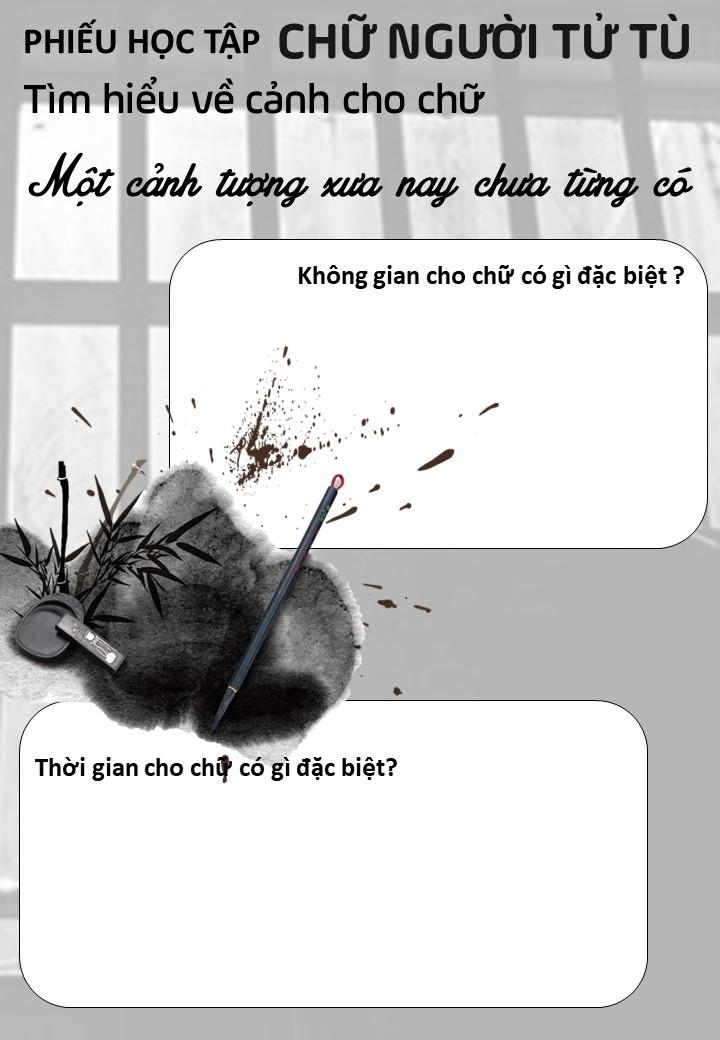 PHIẾU HỌC TẬP CHỮ NGƯỜI TỬ TÙ
Tìm hiểu về cảnh cho chữ
Một cảnh tượng xưa nay chưa từng có
Không gian cho chữ có gì đặc biệt ?
Thời gian cho chữ có gì đặc biệt?